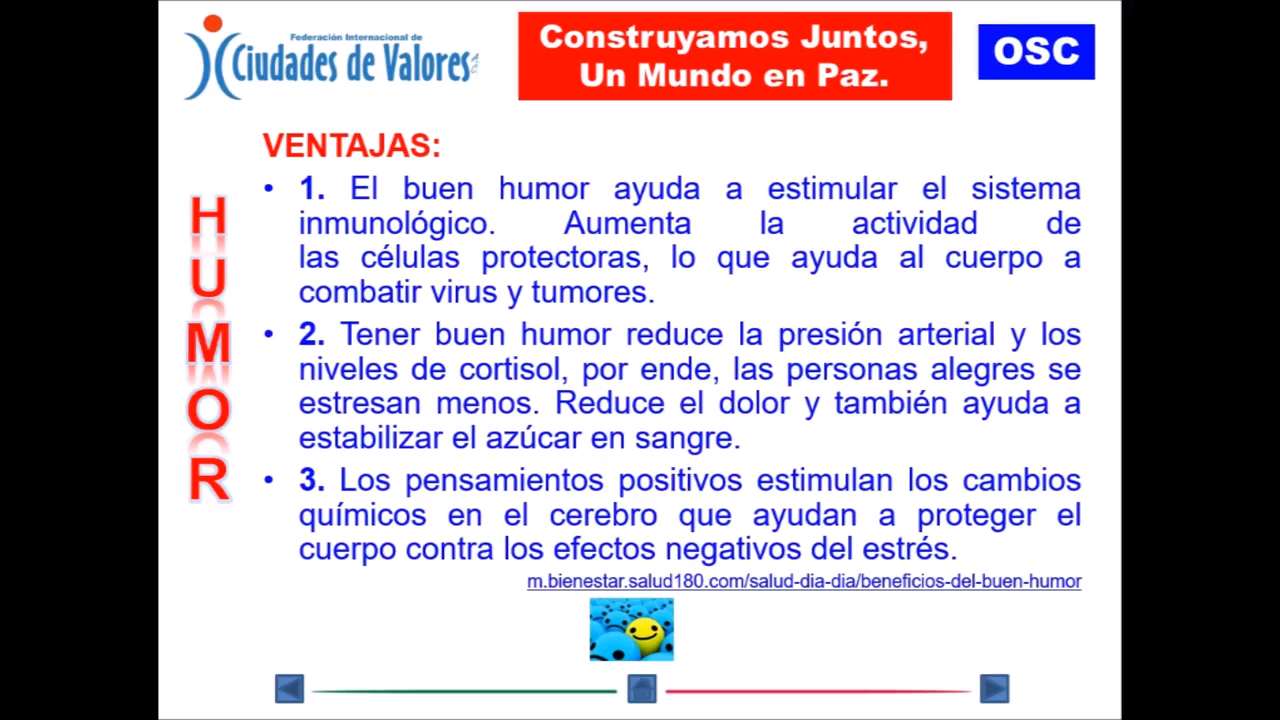 Federación Internacional de
Ciudades de Valores
Construyamos Juntos,
Un Mundo en Paz.
OSC
HUMOR
VENTAJAS:
• 1. El buen humor ayuda a estimular el sistema
inmunológico. Aumenta la actividad de
las células protectoras, lo que ayuda al cuerpo a
combatir virus y tumores.
• 2. Tener buen humor reduce la presión arterial y los
niveles de cortisol, por ende, las personas alegres se
estresan menos. Reduce el dolor y también ayuda a
estabilizar el azúcar en sangre.
• 3. Los pensamientos positivos estimulan los cambios
químicos en el cerebro que ayudan a proteger el
cuerpo contra los efectos negativos del estrés.
m.bienestar.salud180.com/salud-dia-dia/beneficios-del-buen-humor